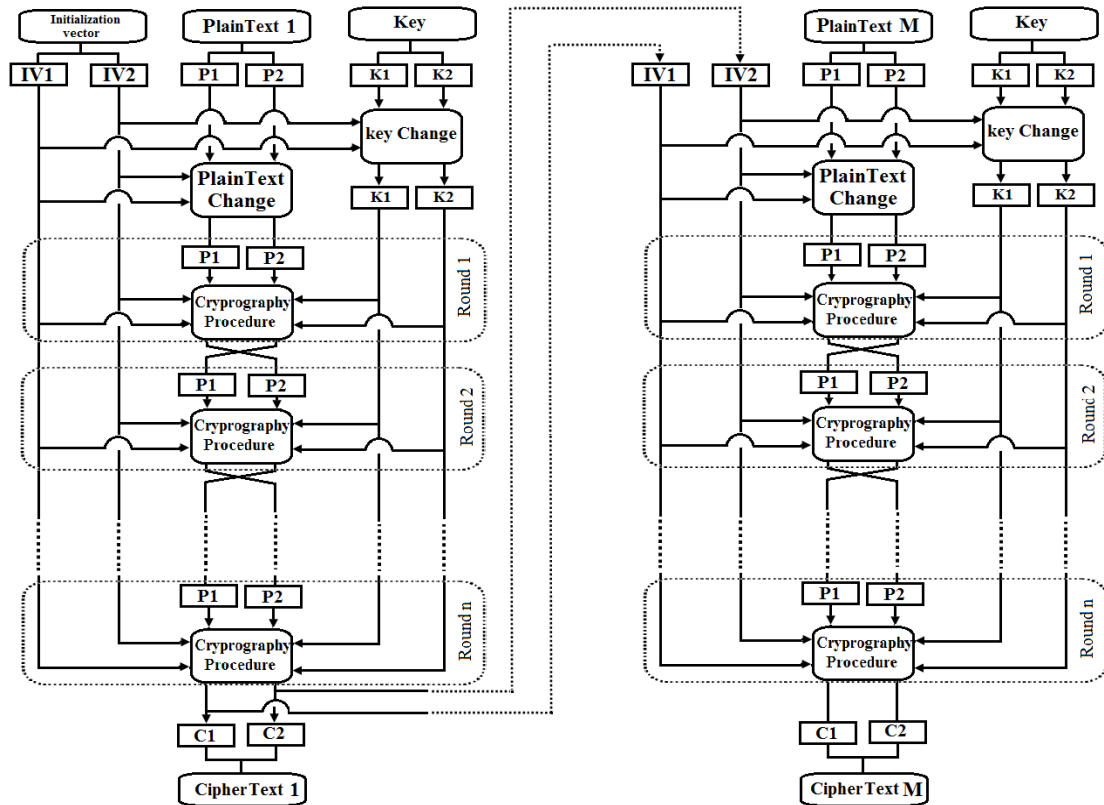 Initialization
vector
PlainText 1
Key
IV1
IV2
P1
P2
K1
K2
key Change
PlainText
Change
K1
K2
P1
P2
Cryprography
Procedure
Round 1
P1
P2
Cryprography
Procedure
Round 2
P1
P2
Cryprography
Procedure
Round n
C1
C2
CipherText 1
PlainText M
Key
IV1
IV2
P1
P2
K1
K2
key Change
PlainText
Change
K1
K2
P1
P2
Cryprography
Procedure
Round 1
P1
P2
Cryprography
Procedure
Round 2
P1
P2
Cryprography
Procedure
Round n
C1
C2
CipherText M